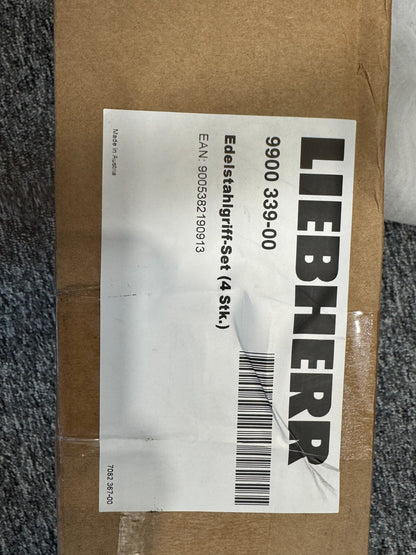 LIEBHERR
9900 339-00
Edelstahlgriff-Set (4 Stk.)
EAN: 9005382190913
Made in Austria
7082 367-00